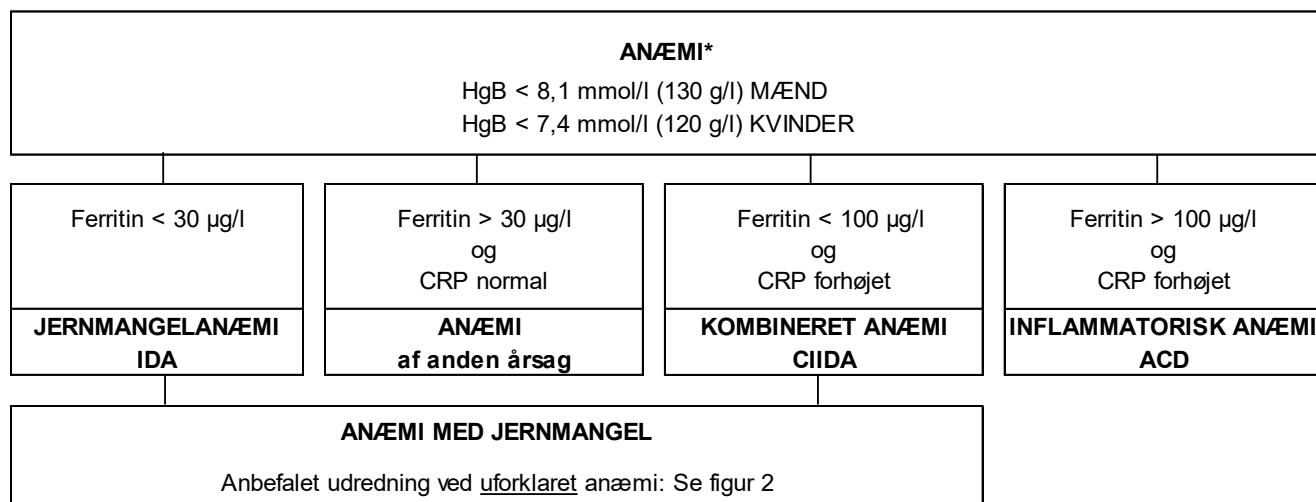 ANÆMI*
HgB < 8,1 mmol/l (130 g/l) MÆND
HgB < 7,4 mmol/l (120 g/l) KVINDER
Ferritin < 30 µg/l
JERNMANGELANÆMI
IDA
Ferritin > 30 µg/l
og
CRP normal
ANÆMI
af anden årsag
Ferritin < 100 µg/l
og
CRP forhøjet
KOMBINERET ANÆMI
CIIDA
Ferritin > 100 µg/l
og
CRP forhøjet
INFLAMMATORISK ANÆMI
ACD
ANÆMI MED JERNMANGEL
Anbefalet udredning ved uforklaret anæmi: Se figur 2